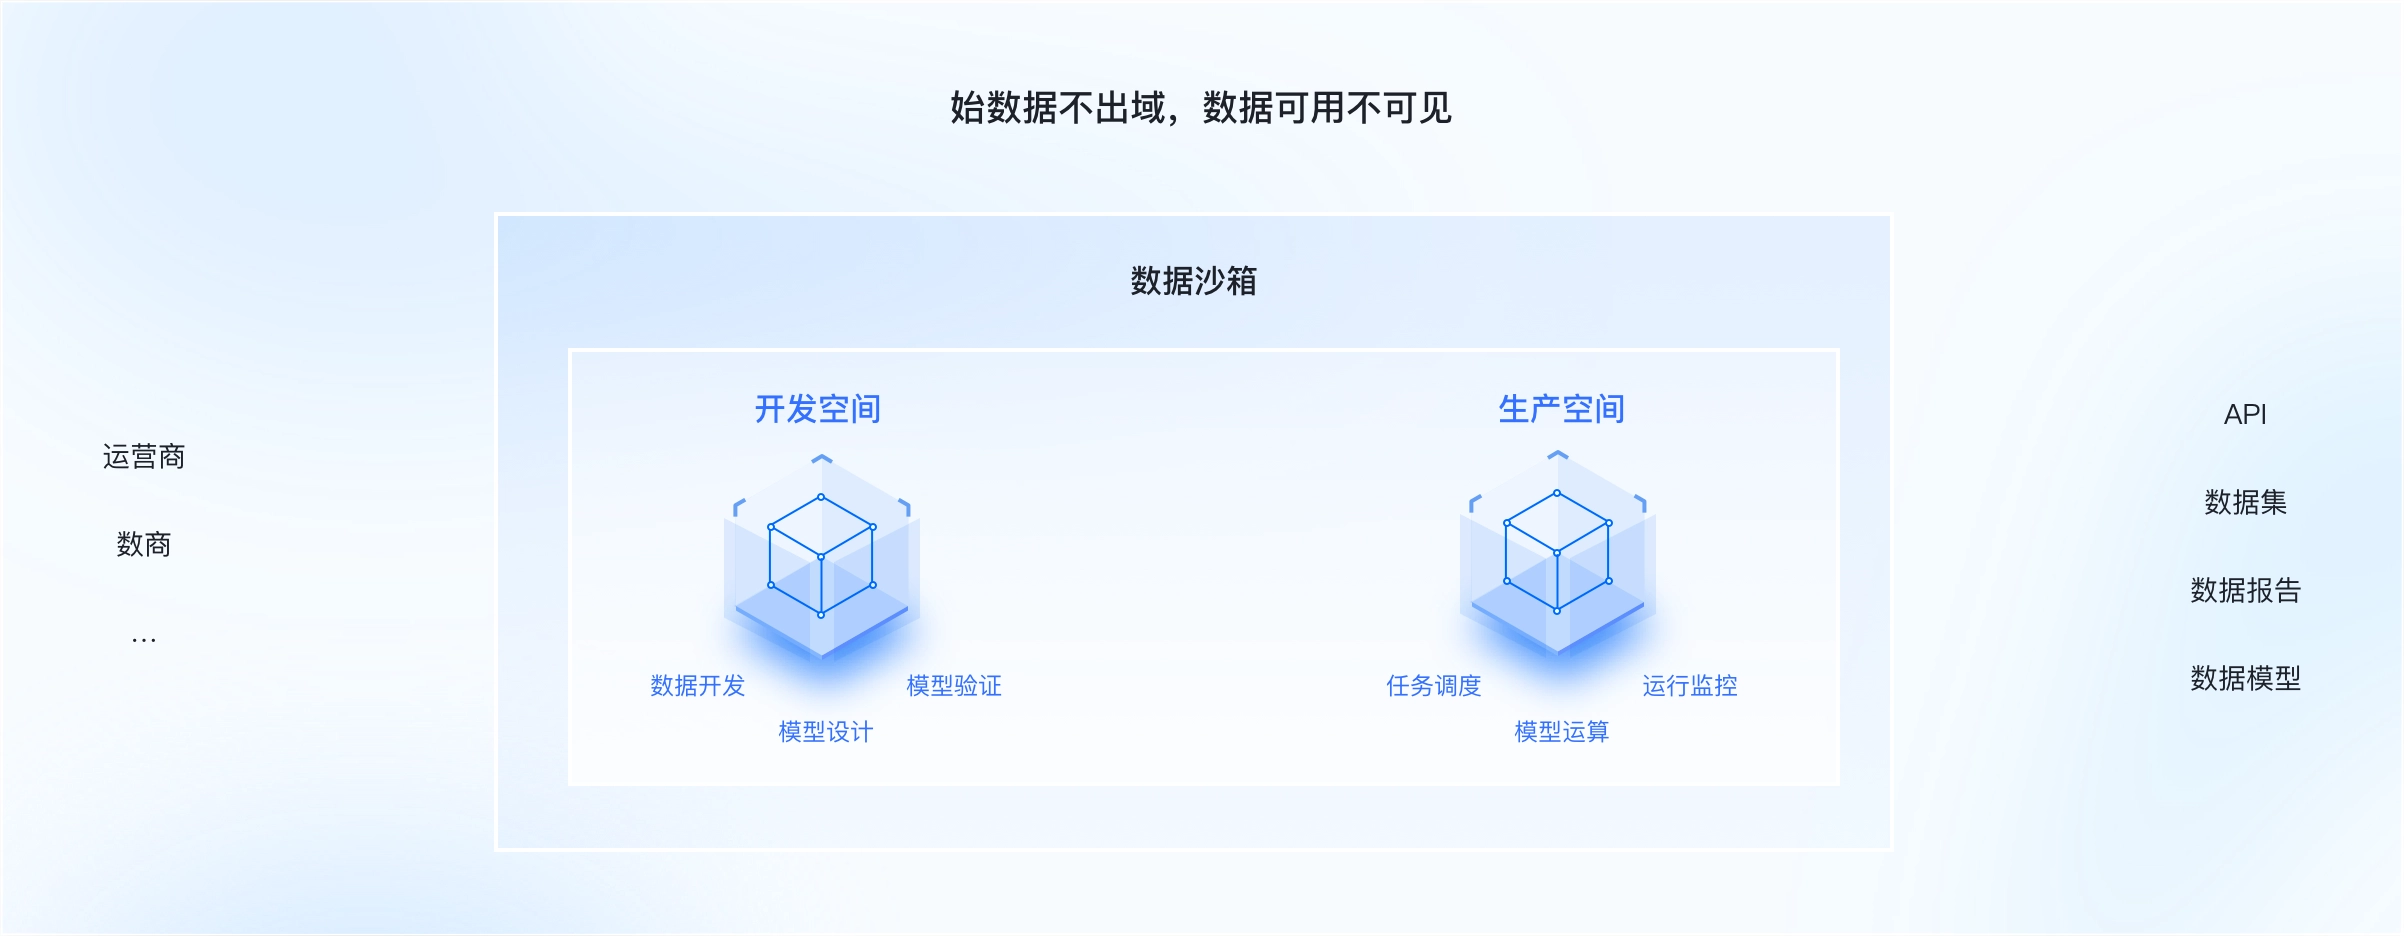 始数据不出域，数据可用不可见
数据沙箱
运营商
数商
...
开发空间
数据开发
模型验证
模型设计
生产空间
任务调度
运行监控
模型运算
API
数据集
数据报告
数据模型